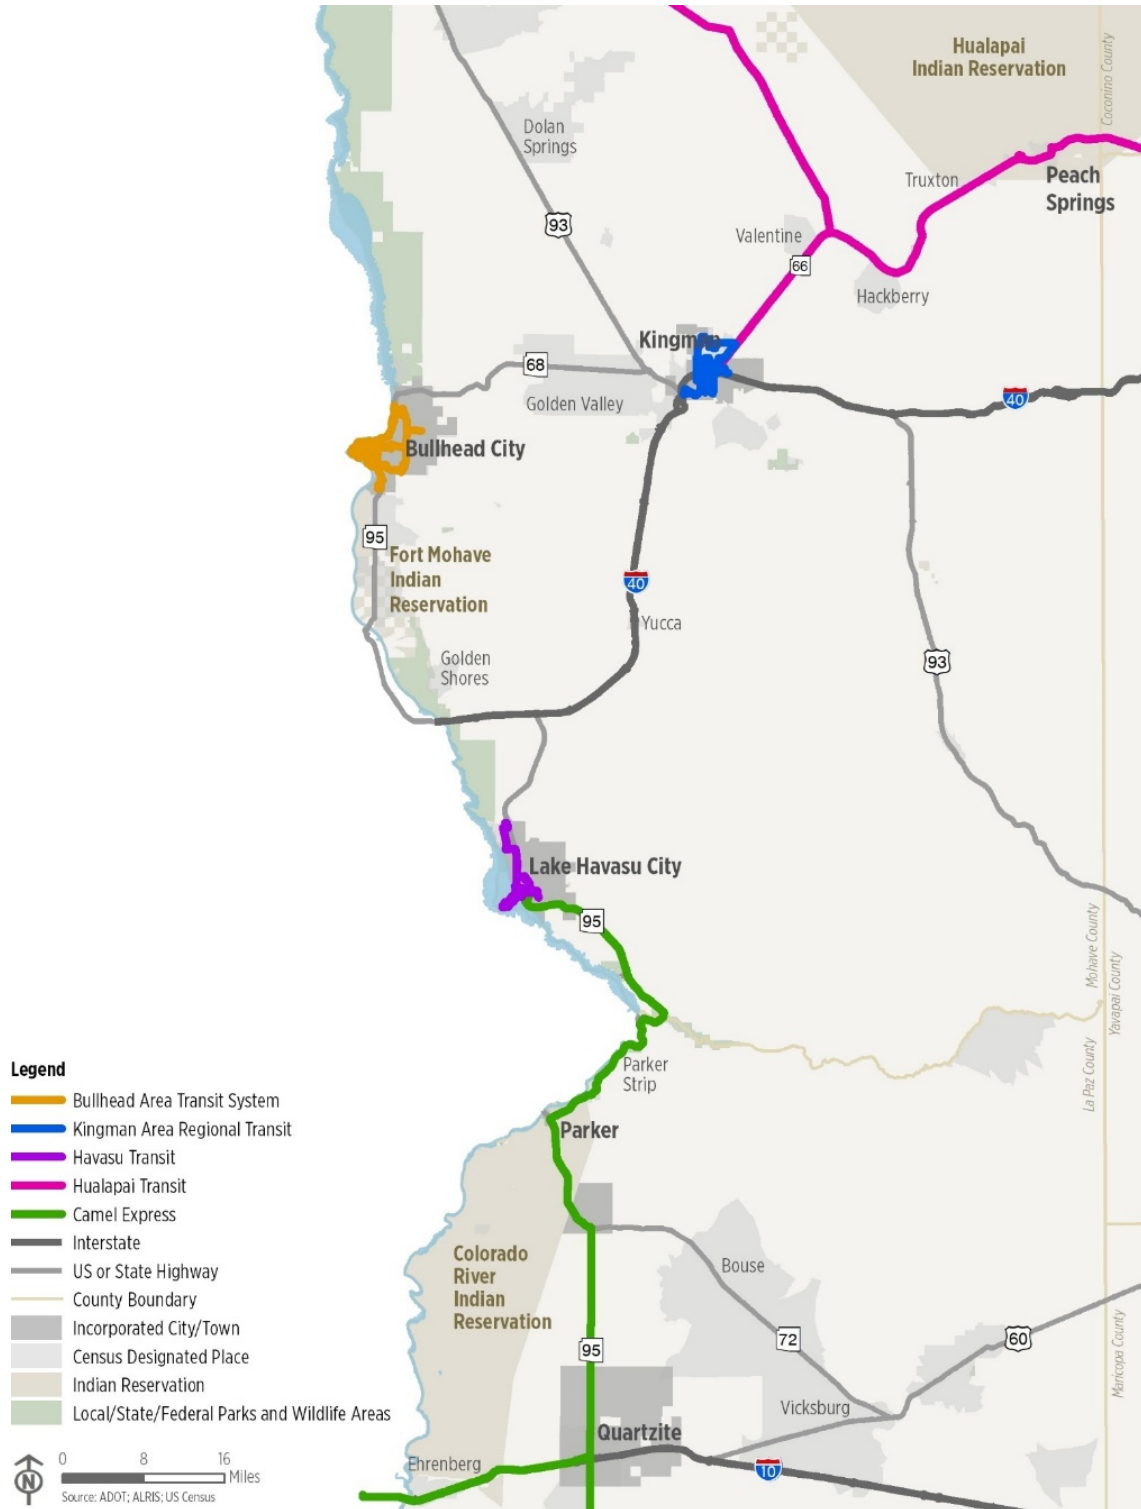 Hualapai
Indian Reservation
Coconino County
Dolan
Springs
Truxton
Peach
Springs
93
Valentine
66
Hackberry
Kingman
68
Golden Valley
40
Bullhead City
95
Fort Mohave
Indian
Reservation
40
Yucca
Golden
Shores
93
Lake Havasu City
95
Mohave County
Yavapai County
La Paz County
Parker
Strip
Parker
Legend
Bullhead Area Transit System
Kingman Area Regional Transit
Havasu Transit
Hualapai Transit
Camel Express
Interstate
US or State Highway
County Boundary
Incorporated City/Town
Census Designated Place
Indian Reservation
Local/State/Federal Parks and Wildlife Areas
Colorado
River
Indian
Reservation
Bouse
95
72
60
Maricopa County
Vicksburg
Quartzite
Ehrenberg
10
N
0 8 16
Miles
Source: ADOT; ALRIS; US Census